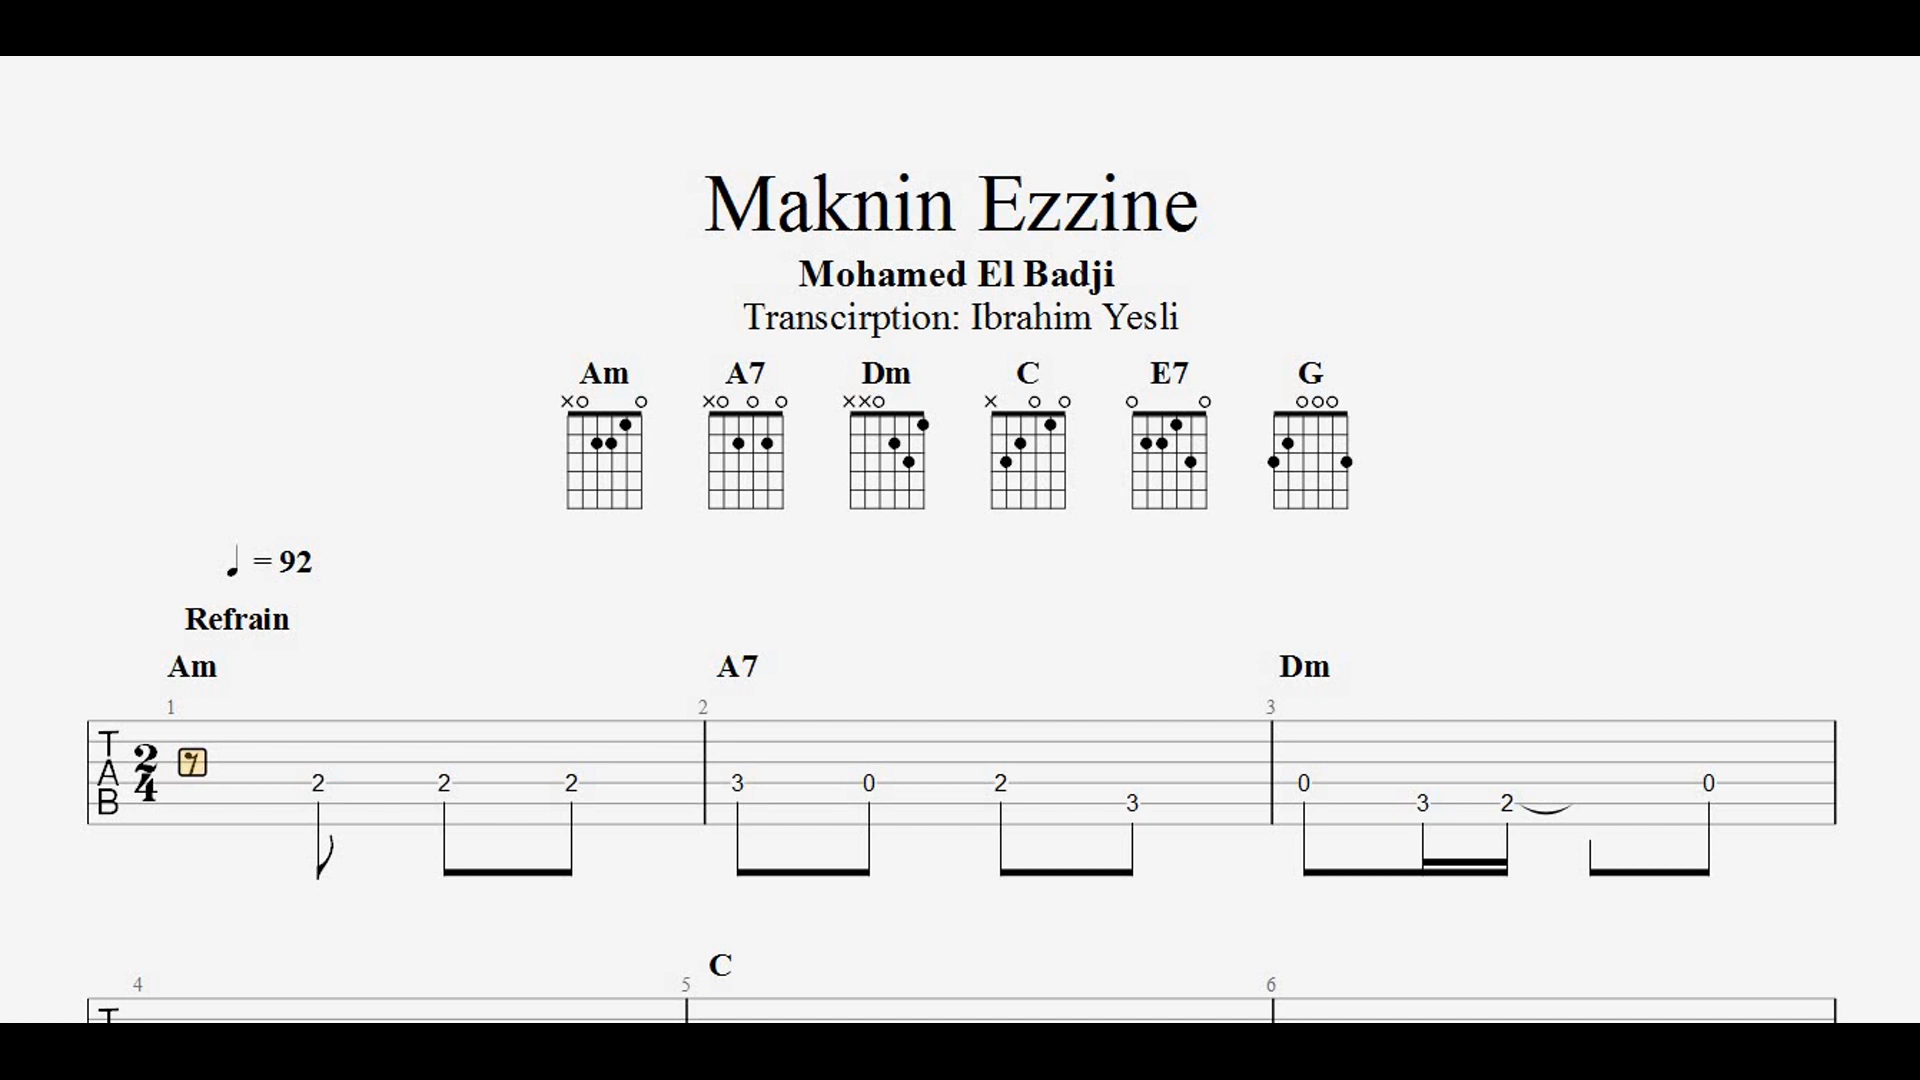 Maknin Ezzine
Mohamed El Badji
Transcirption: Ibrahim Yesli
Am A7 Dm C E7 G
= 92
Refrain
Am A7 Dm
1 2 3
T A B 2 4 2 2 2 3 0 2 3 0 3 2 0
C
4 5 6
T